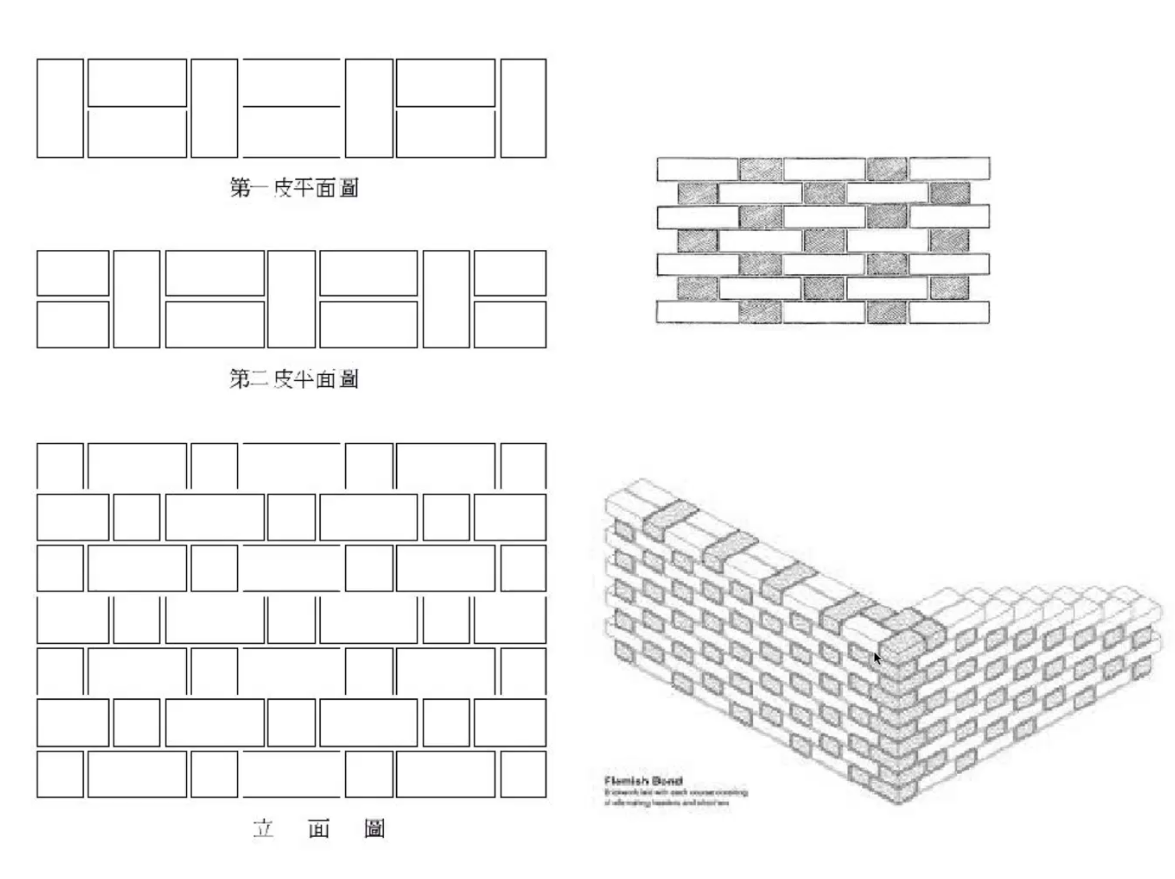 第一皮平面圖
第二皮平面圖
立面圖
Flemish Bond
Brickwork laid with each course consisting
of alternating headers and stretchers